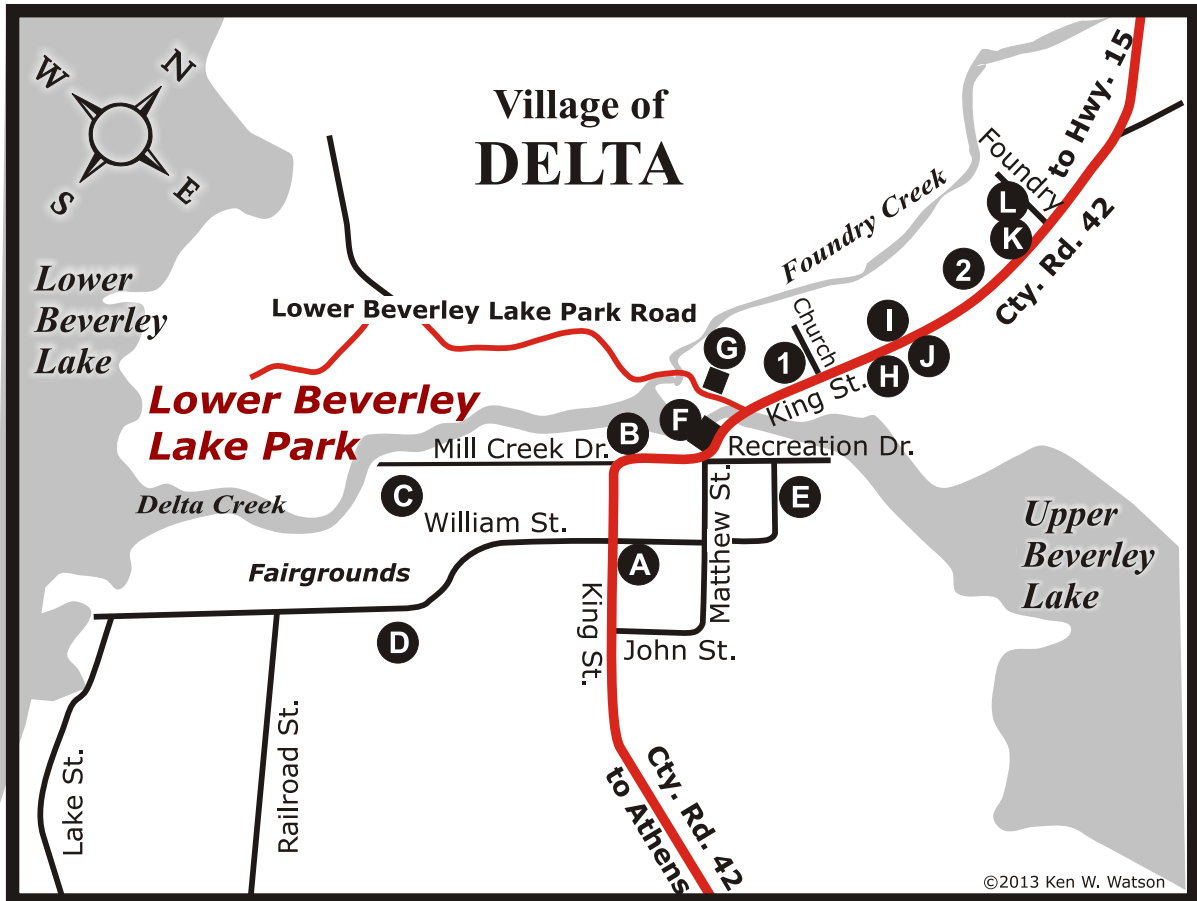 Village of
DELTA
W
N
S
E
to Hwy. 15
Foundry
L
K
2
Cty. Rd. 42
Foundry Creek
Lower
Beverley
Lake
Lower Beverley Lake Park Road
Church
I
G
1
J
H
King St.
Lower Beverley
Lake Park
F
B
Mill Creek Dr.
Recreation Dr.
C
E
Delta Creek
William St.
Matthew St.
Upper
Beverley
Lake
A
Fairgrounds
King St.
D
John St.
Lake St.
Railroad St.
Cty. Rd. 42
to Athens
©2013 Ken W. Watson